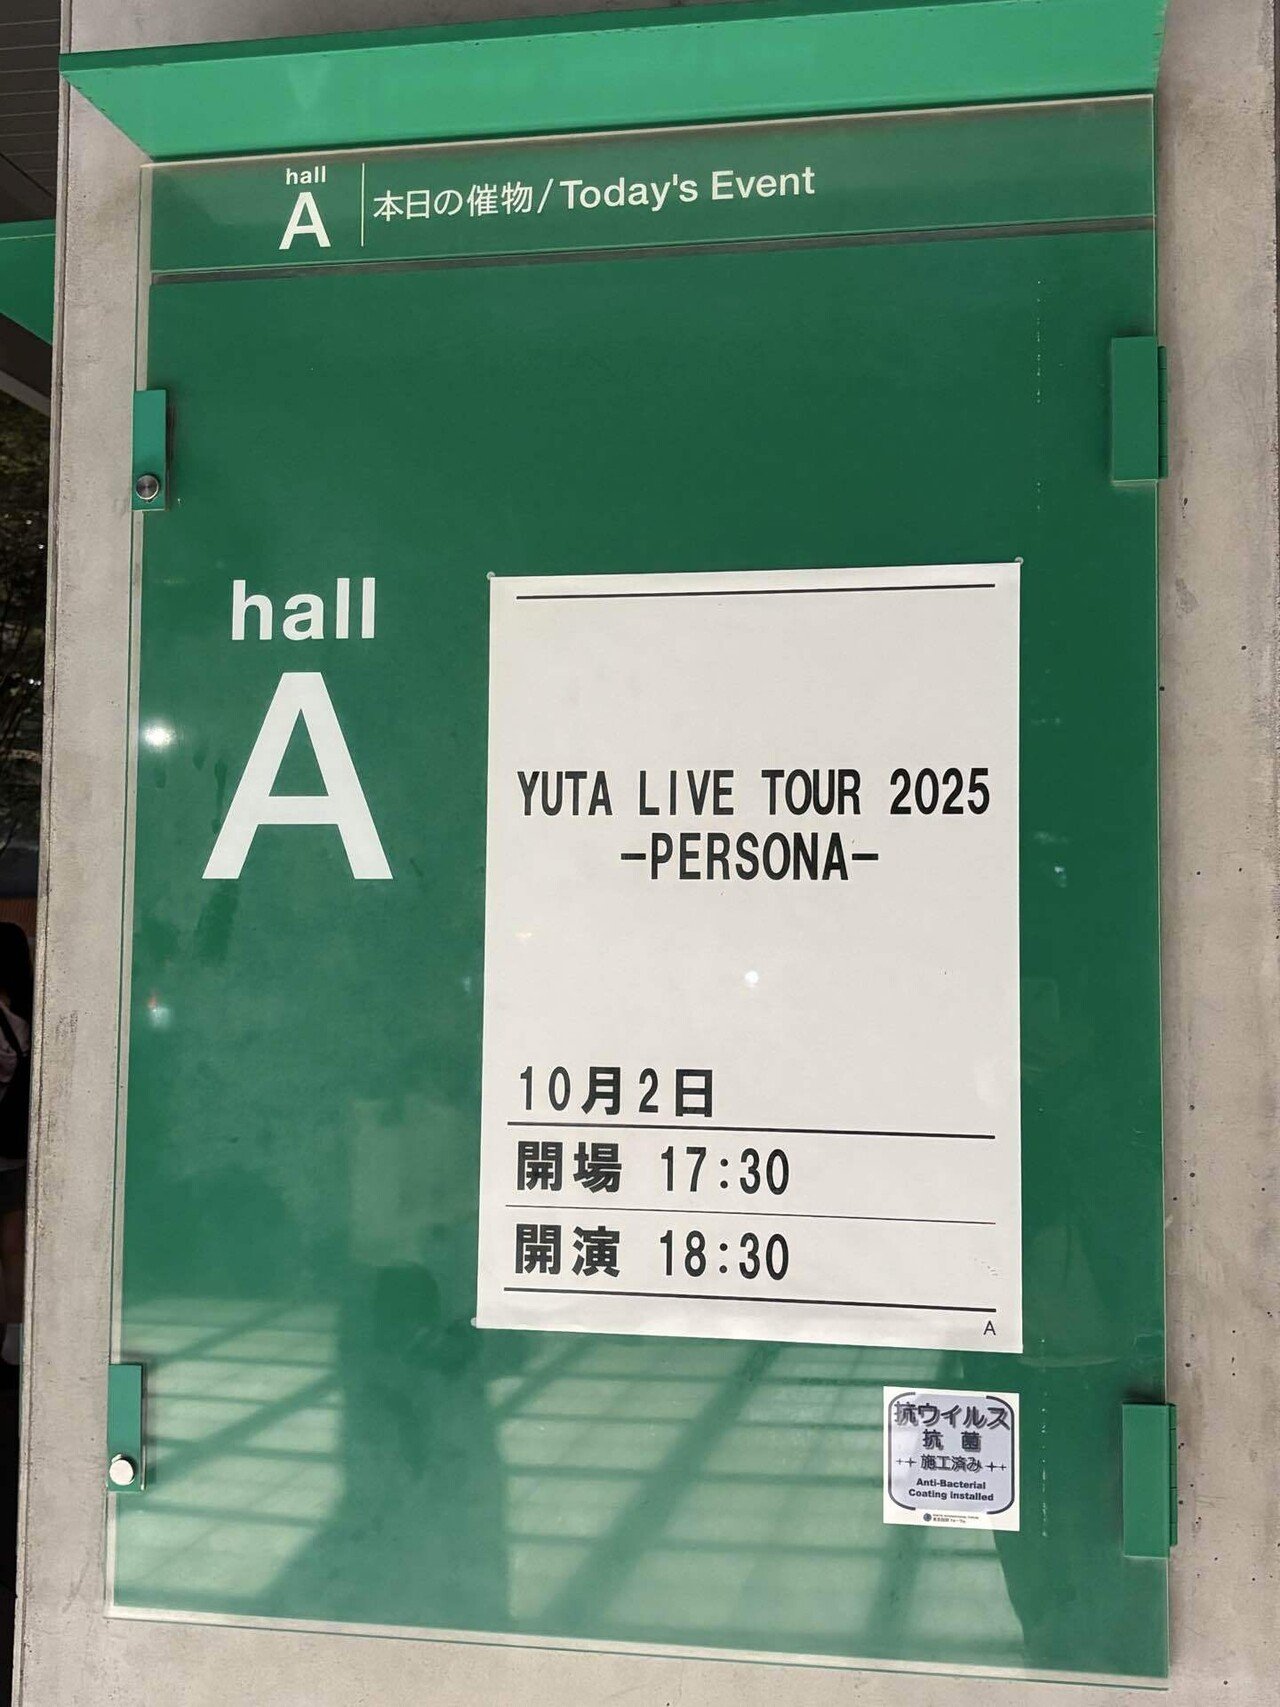 hall
A
本日の催物/Today's Event
hall
A
YUTA LIVE TOUR 2025
-PERSONA-
10月2日
開場 17:30
開演 18:30
A
抗ウイルス
抗菌
施工済み
Anti-Bacterial
Coating Installed